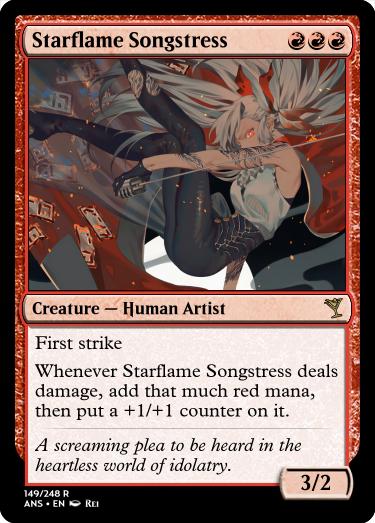 Starflame Songstress
Creature — Human Artist
First strike
Whenever Starflame Songstress deals
damage, add that much red mana,
then put a +1/+1 counter on it.
A screaming plea to be heard in the
heartless world of idolatry.
3/2
149/248 R
ANS • EN Rei